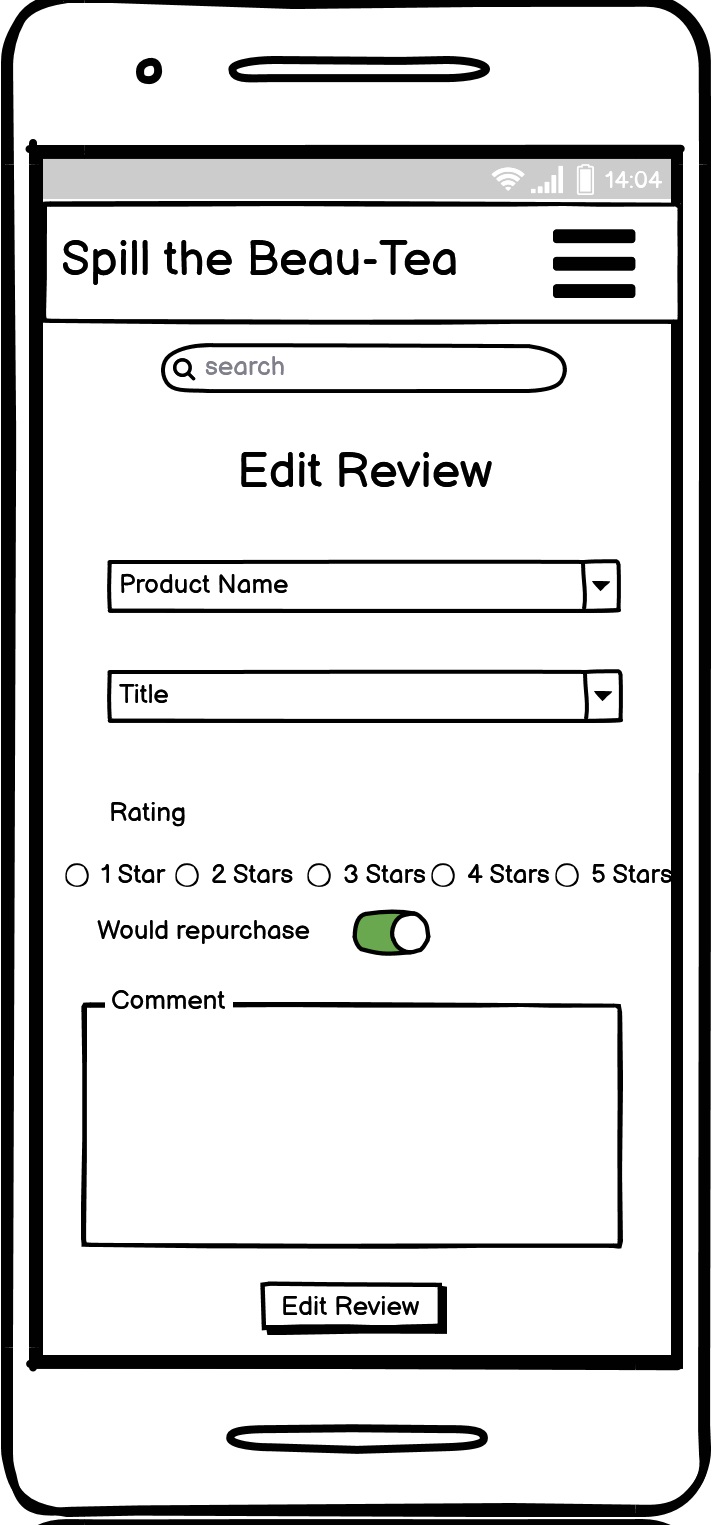 14:04
Spill the Beau-Tea
search
Edit Review
Product Name
Title
Rating
1 Star 2 Stars 3 Stars 4 Stars 5 Stars
Would repurchase
Comment
Edit Review